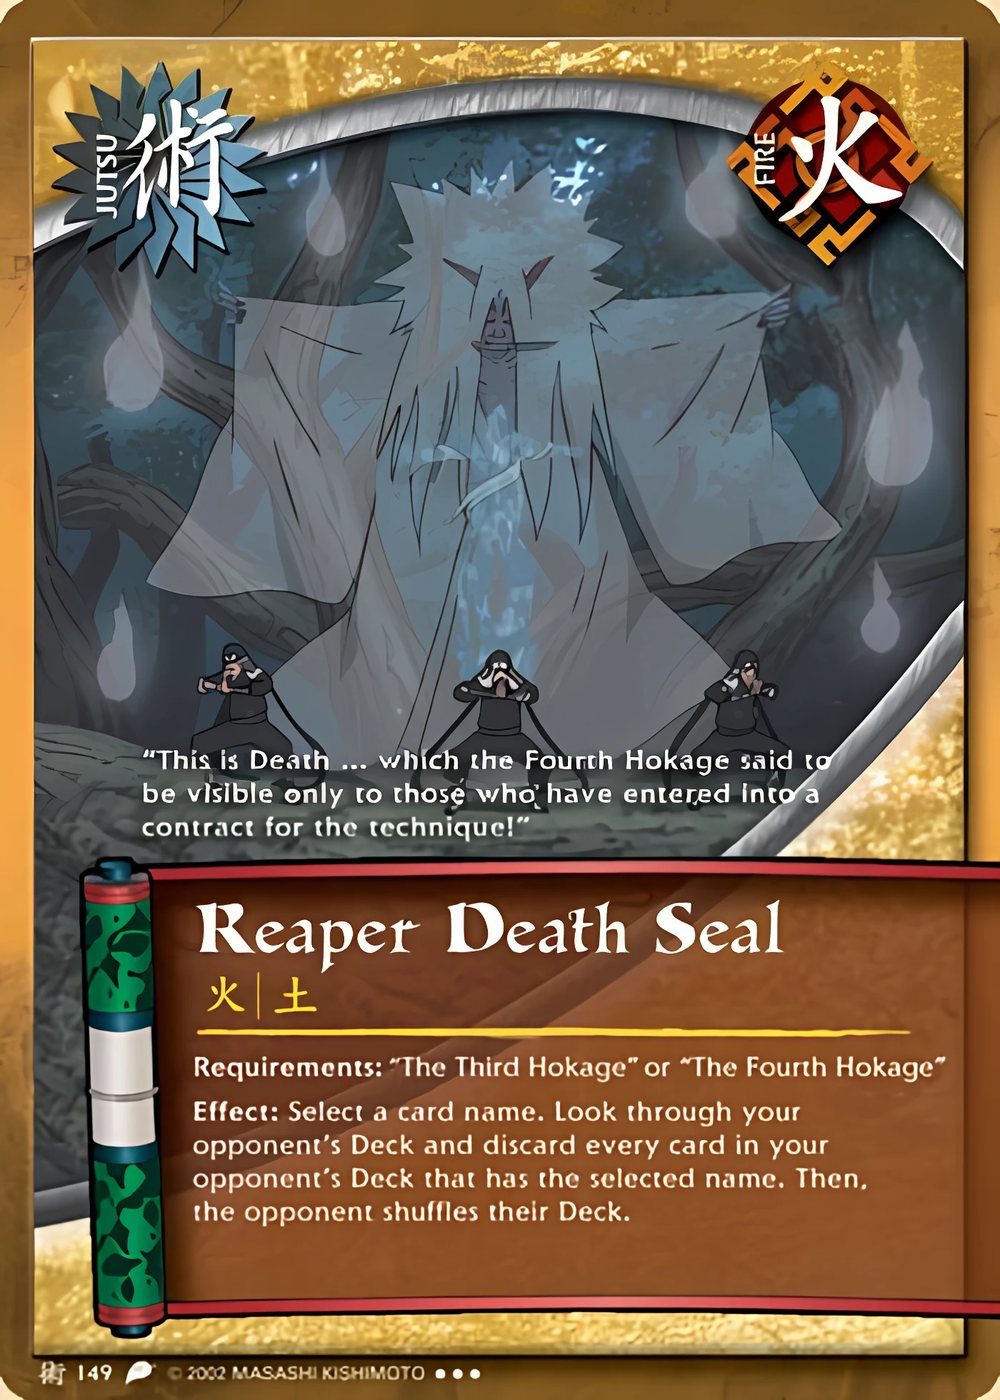 JUTSU
術
FIRE
火
“This is Death ... which the Fourth Hokage said to
be visible only to those who have entered into a
contract for the technique!”
Reaper Death Seal
火|土
Requirements: “The Third Hokage” or “The Fourth Hokage”
Effect: Select a card name. Look through your
opponent's Deck and discard every card in your
opponent's Deck that has the selected name. Then,
the opponent shuffles their Deck.
術 149 © 2002 MASASHI KISHIMOTO